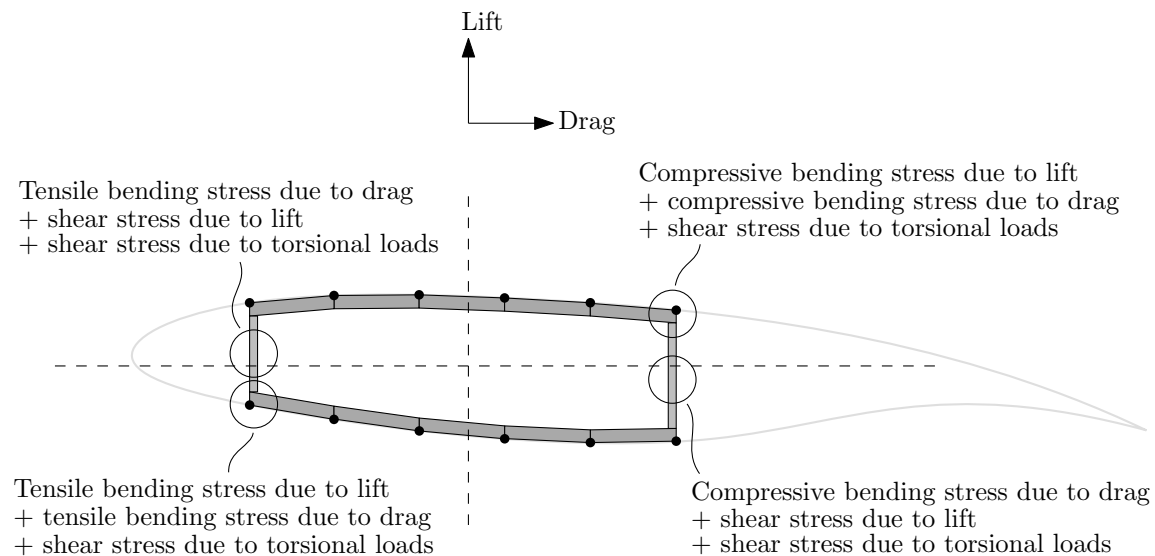 Lift
Drag
Tensile bending stress due to drag
+ shear stress due to lift
+ shear stress due to torsional loads
Compressive bending stress due to lift
+ compressive bending stress due to drag
+ shear stress due to torsional loads
Tensile bending stress due to lift
+ tensile bending stress due to drag
+ shear stress due to torsional loads
Compressive bending stress due to drag
+ shear stress due to lift
+ shear stress due to torsional loads